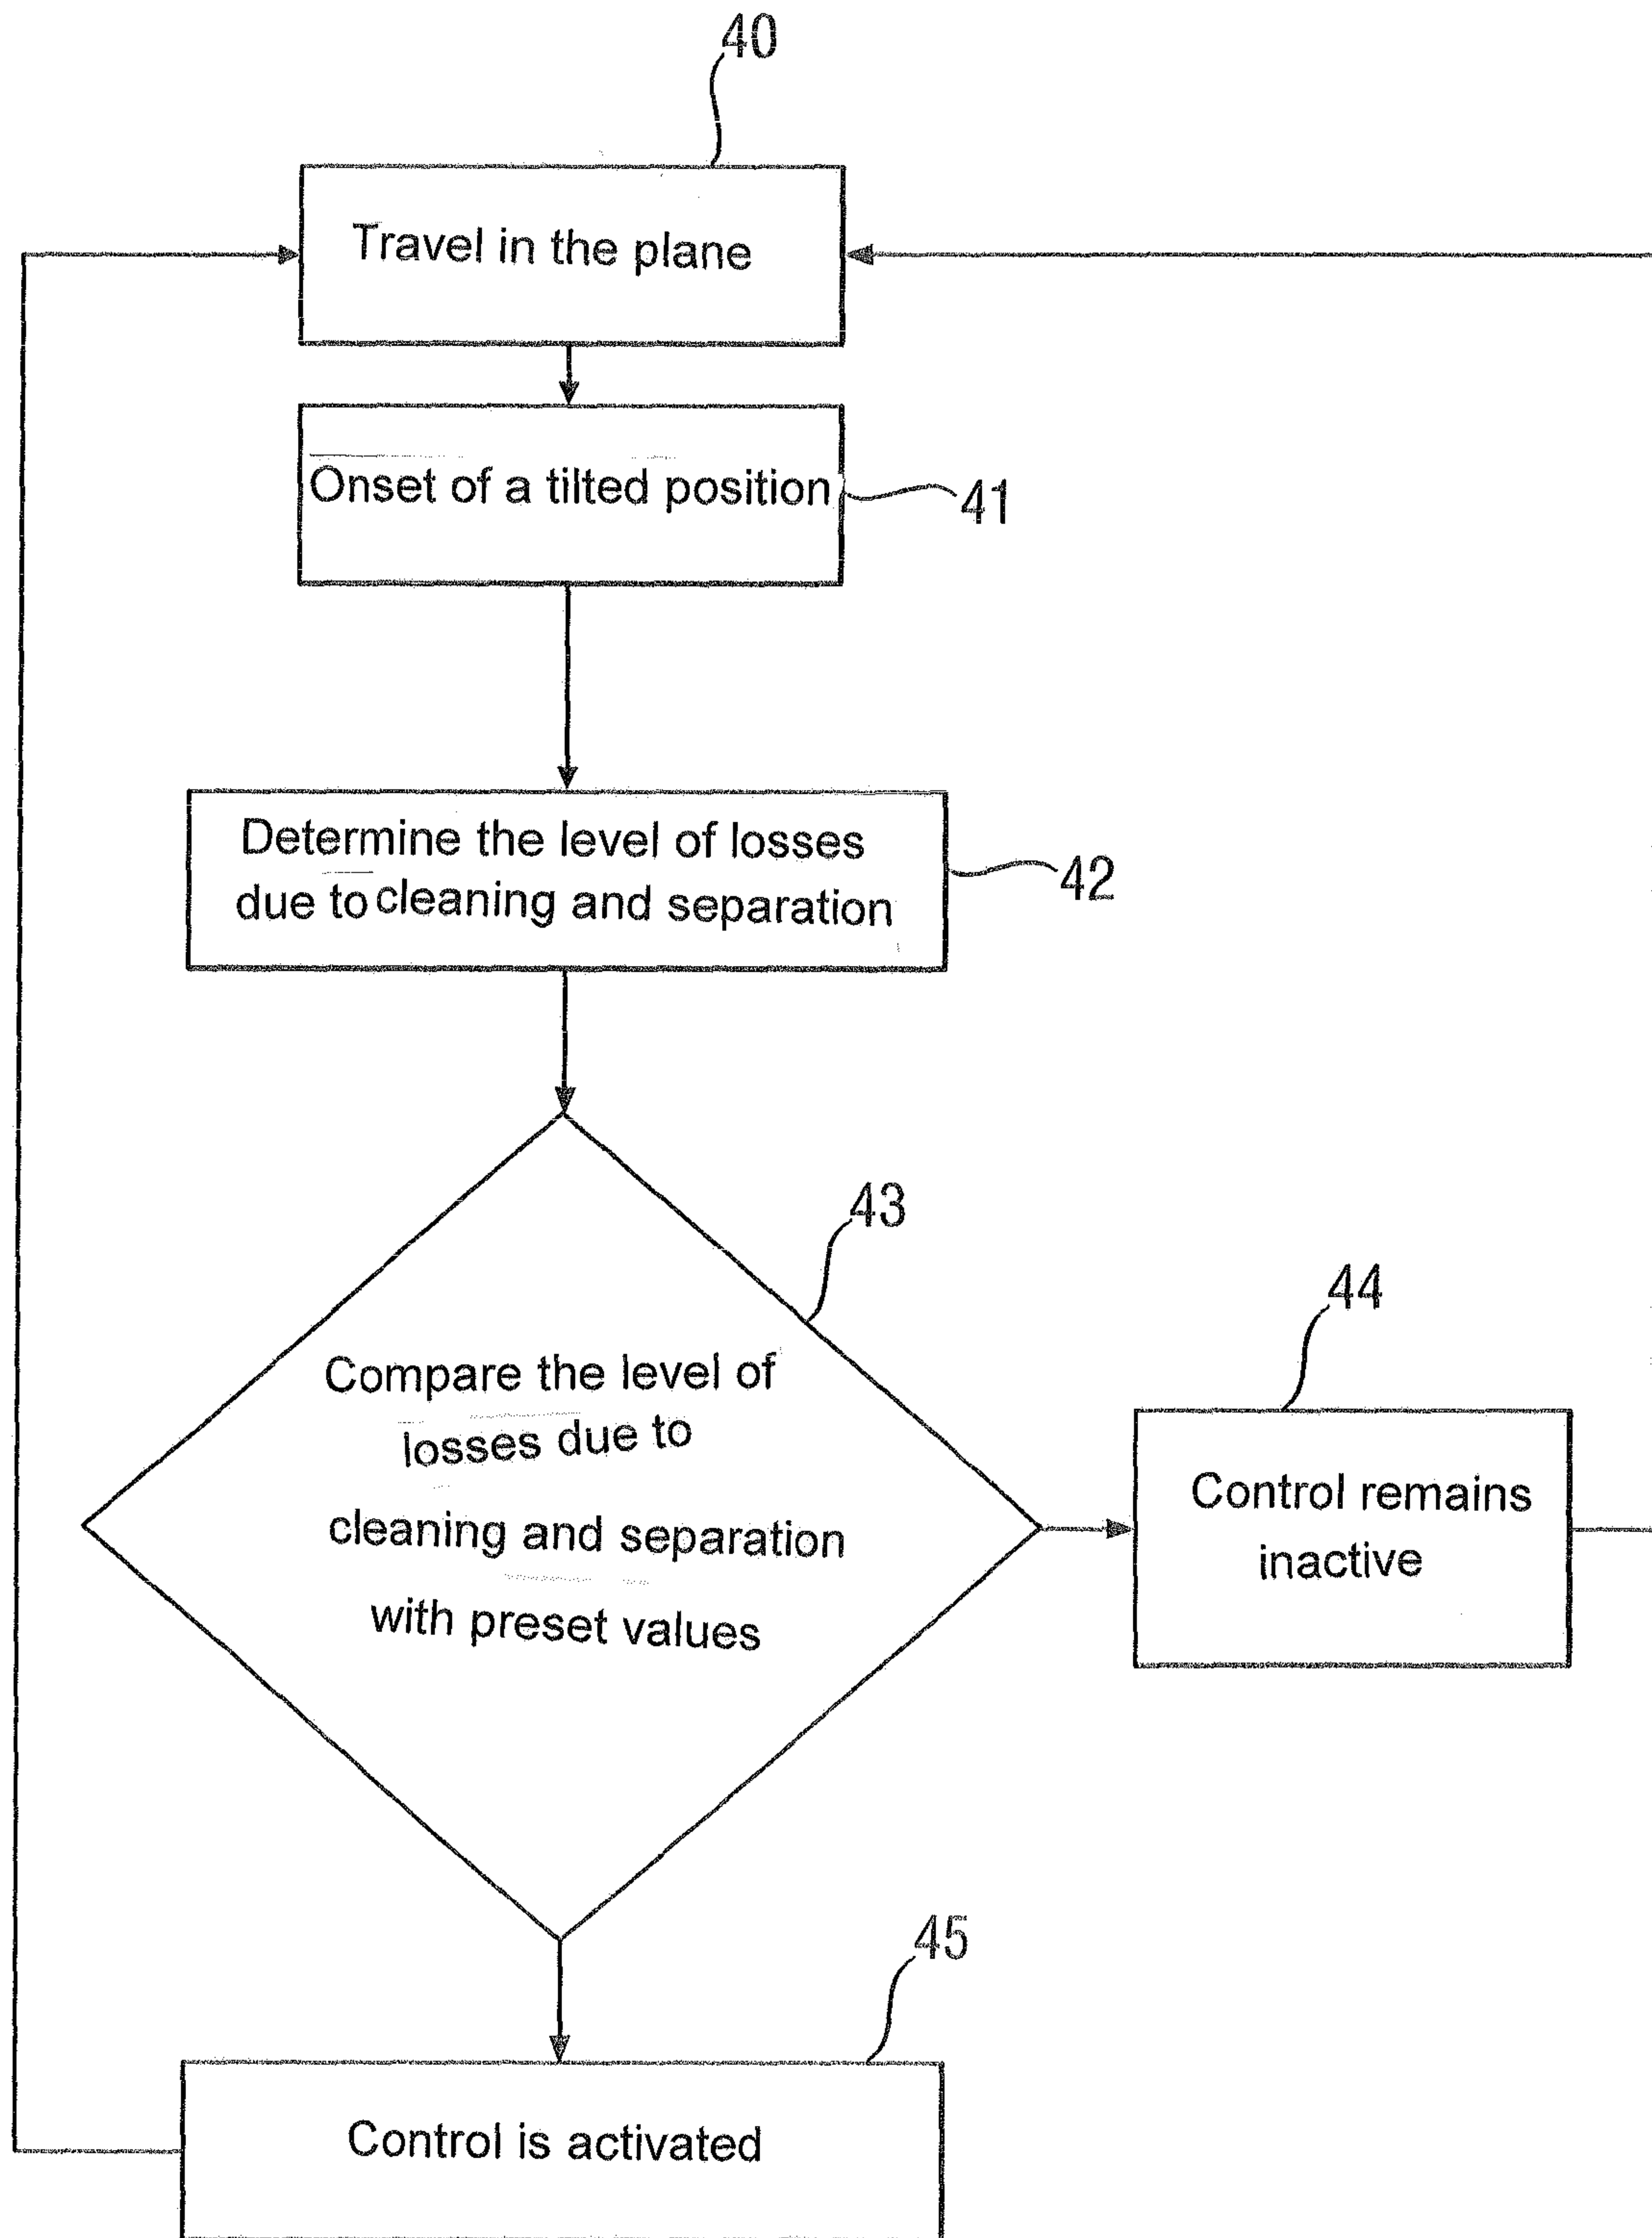 40
Travel in the plane
Onset of a tilted position
41
Determine the level of losses
due to cleaning and separation
42
43
Compare the level of
losses due to
cleaning and separation
with preset values
44
Control remains
inactive
45
Control is activated